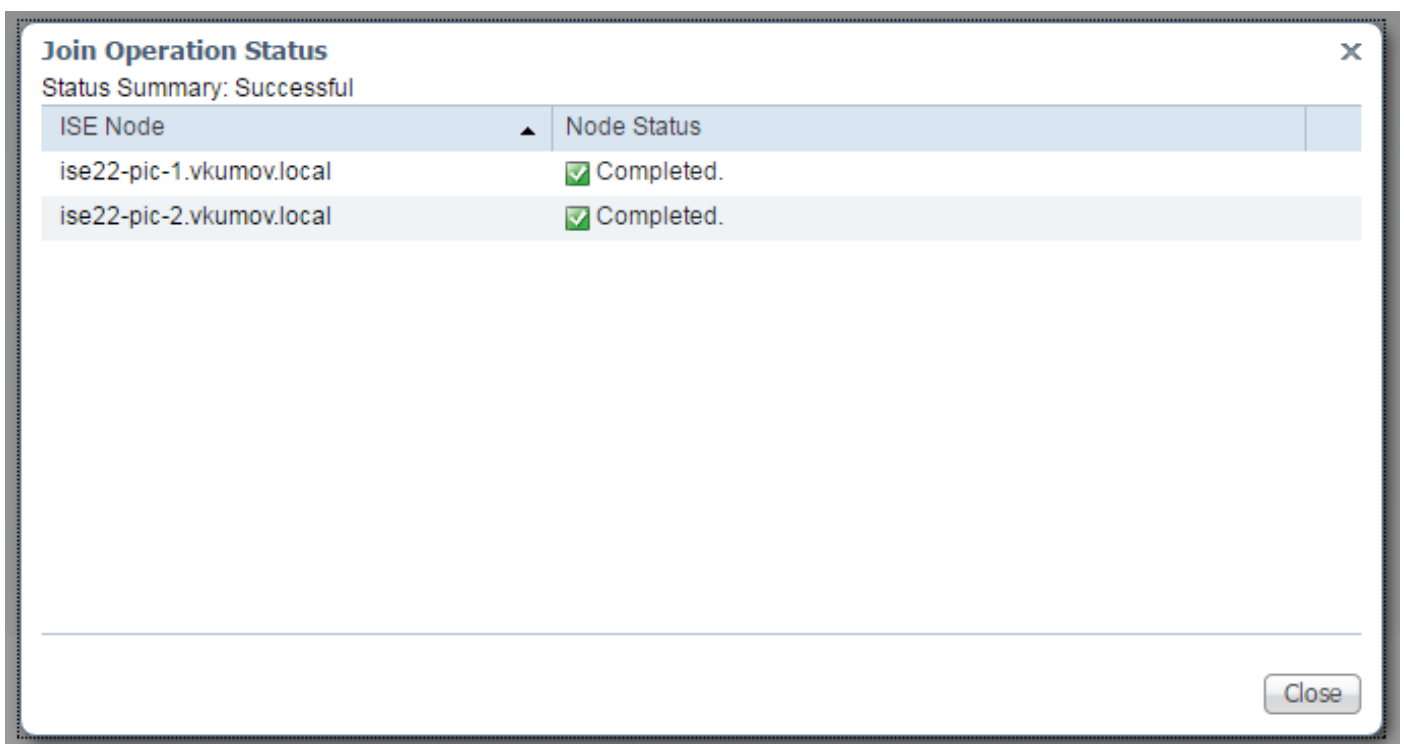 Join Operation Status
Status Summary: Successful
ISE Node Node Status
ise22-pic-1.vkumov.local Completed.
ise22-pic-2.vkumov.local Completed.
Close